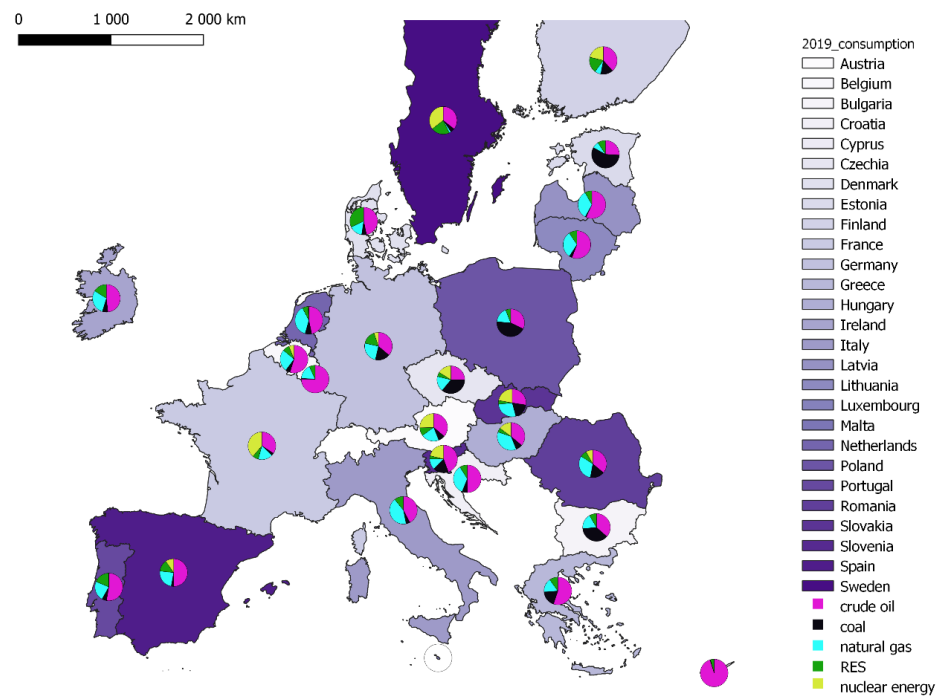 0 1 000 2 000 km
2019_consumption
Austria
Belgium
Bulgaria
Croatia
Cyprus
Czechia
Denmark
Estonia
Finland
France
Germany
Greece
Hungary
Ireland
Italy
Latvia
Lithuania
Luxembourg
Malta
Netherlands
Poland
Portugal
Romania
Slovakia
Slovenia
Spain
Sweden
crude oil
coal
natural gas
RES
nuclear energy